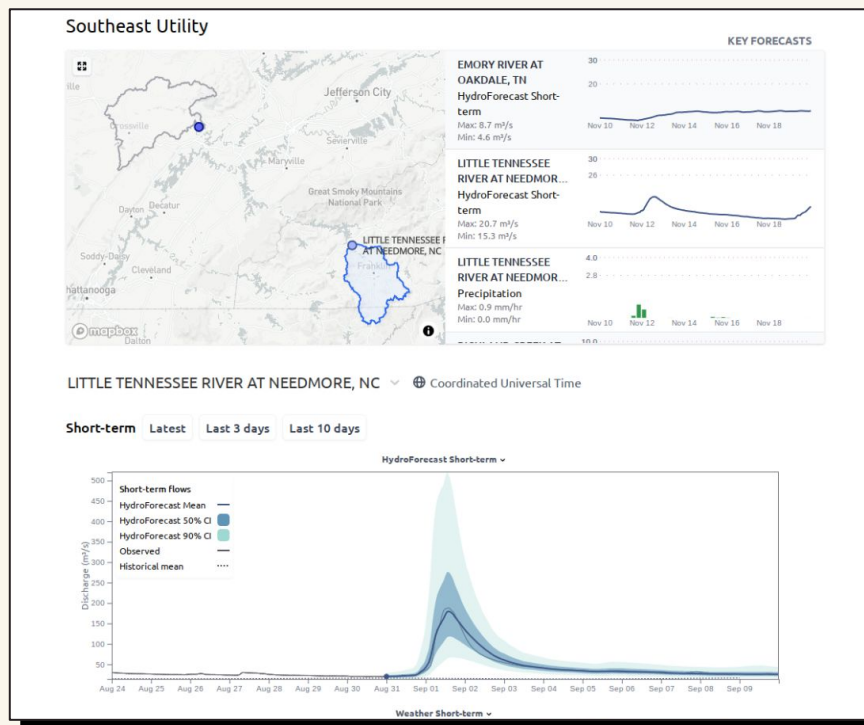 Southeast Utility
KEY FORECASTS
ville
Crossville
Jefferson City
Sevierville
Maryville
Great Smoky Mountains
National Park
Dayton
Decatur
Soddy-Daisy
Cleveland
hattanooga
Dalton
LITTLE TENNESSEE R
AT NEEDMORE, NC
Franklin
mapbox
EMORY RIVER AT
OAKDALE, TN
HydroForecast Short-
term
Max: 8.7 m³/s
Min: 4.6 m³/s
30
20
Nov 10 Nov 12 Nov 14 Nov 16 Nov 18
LITTLE TENNESSEE
RIVER AT NEEDMOR...
HydroForecast Short-
term
Max: 20.7 m³/s
Min: 15.3 m³/s
30
20
Nov 10 Nov 12 Nov 14 Nov 16 Nov 18
LITTLE TENNESSEE
RIVER AT NEEDMOR...
Precipitation
Max: 0.9 mm/hr
Min: 0.0 mm/hr
4.0
2.8
Nov 10 Nov 12 Nov 14 Nov 16 Nov 18
10.0
LITTLE TENNESSEE RIVER AT NEEDMORE, NC
Coordinated Universal Time
Short-term Latest Last 3 days Last 10 days
HydroForecast Short-term
Short-term flows
HydroForecast Mean
HydroForecast 50% CI
HydroForecast 90% CI
Observed
Historical mean
Discharge (m³/s)
500
450
400
350
300
250
200
150
100
50
Aug 24 Aug 25 Aug 26 Aug 27 Aug 28 Aug 29 Aug 30 Aug 31 Sep 01 Sep 02 Sep 03 Sep 04 Sep 05 Sep 06 Sep 07 Sep 08 Sep 09
Weather Short-term